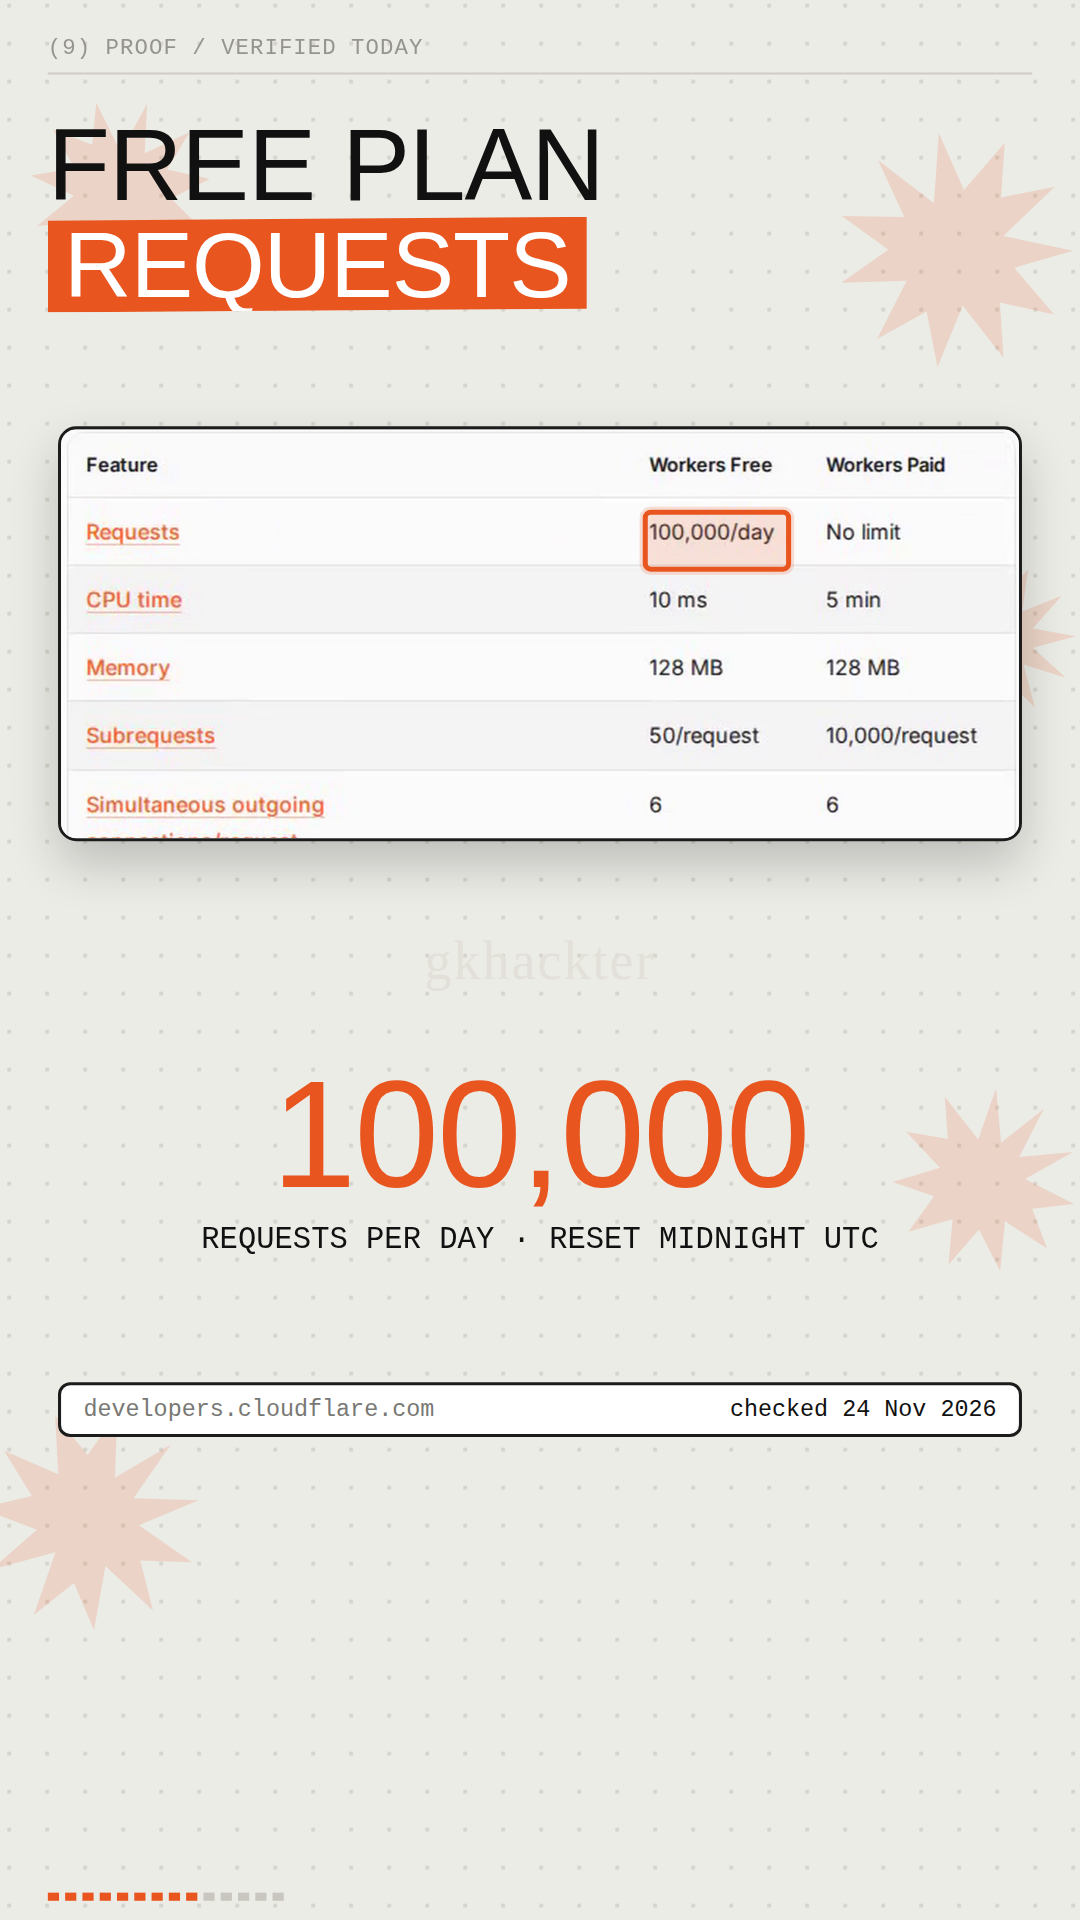 (9) PROOF / VERIFIED TODAY
FREE PLAN
REQUESTS
Feature Workers Free Workers Paid
Requests 100,000/day No limit
CPU time 10 ms 5 min
Memory 128 MB 128 MB
Subrequests 50/request 10,000/request
Simultaneous outgoing 6 6
connections/request
gkhackter
100,000
REQUESTS PER DAY · RESET MIDNIGHT UTC
developers.cloudflare.com checked 24 Nov 2026